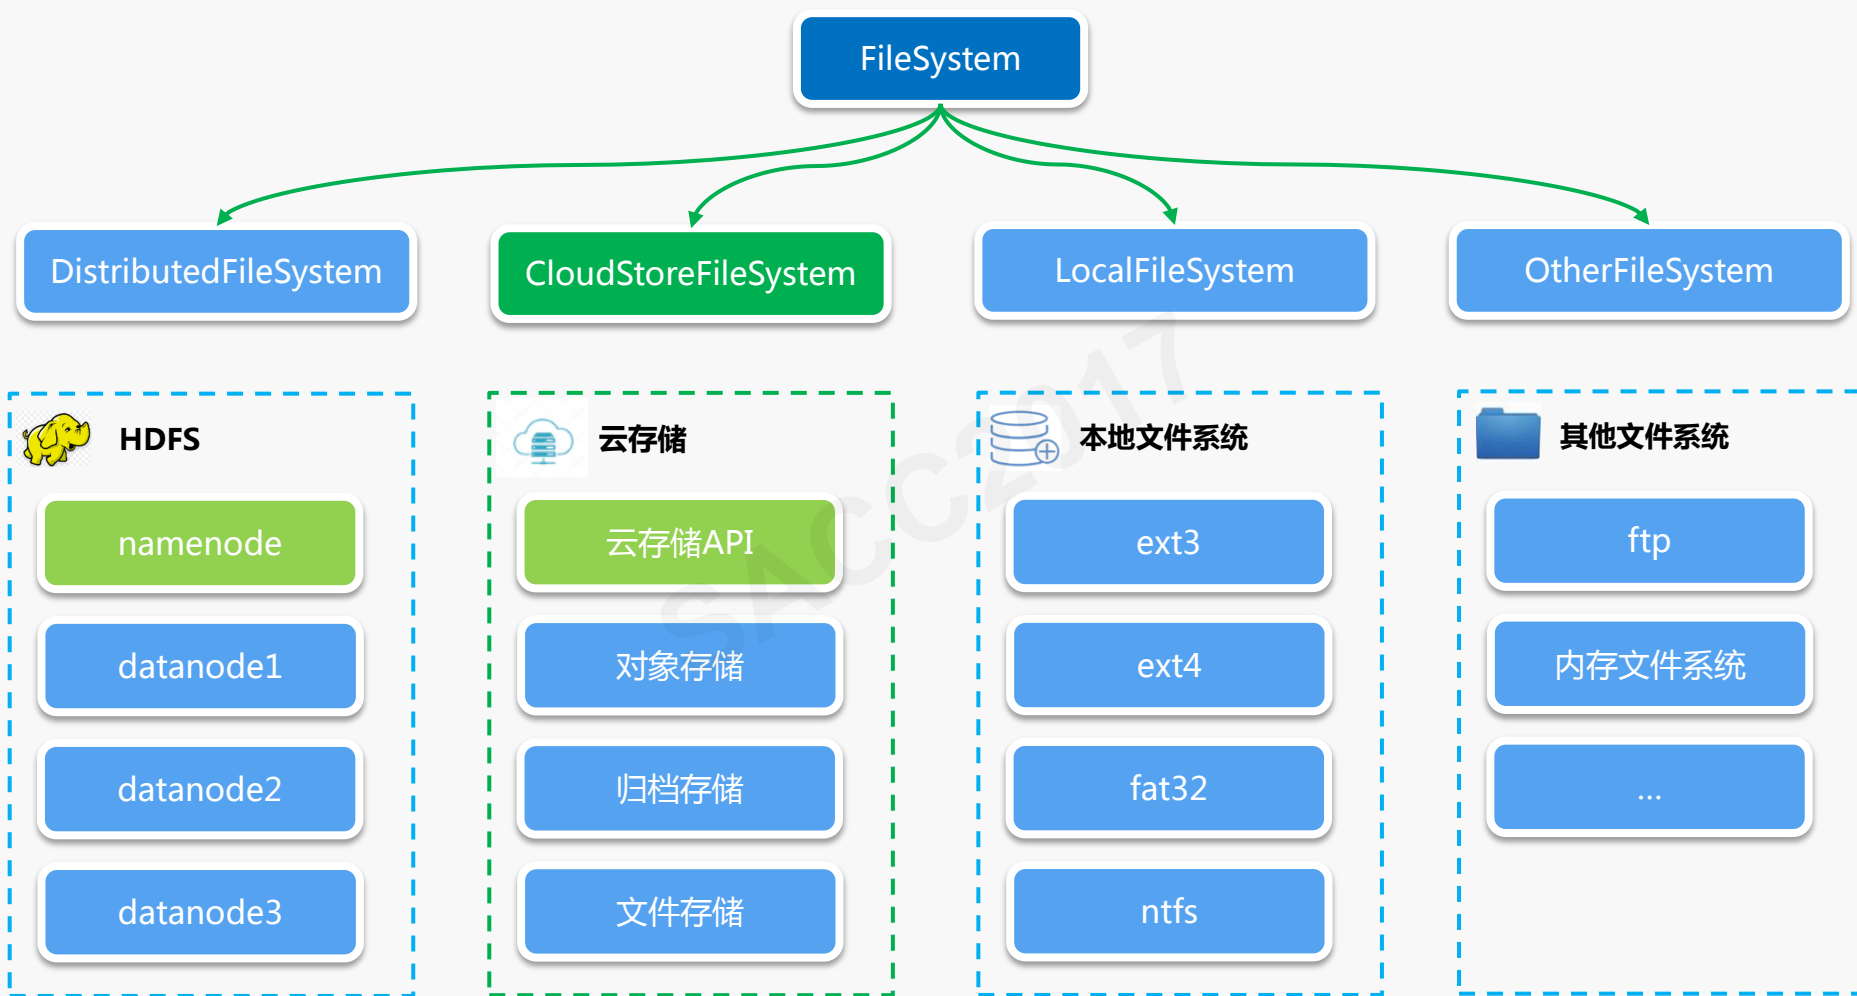 FileSystem
DistributedFileSystem
CloudStoreFileSystem
LocalFileSystem
OtherFileSystem
HDFS
namenode
datanode1
datanode2
datanode3
云存储
云存储API
对象存储
归档存储
文件存储
本地文件系统
ext3
ext4
fat32
ntfs
其他文件系统
ftp
内存文件系统
...
SACC2017